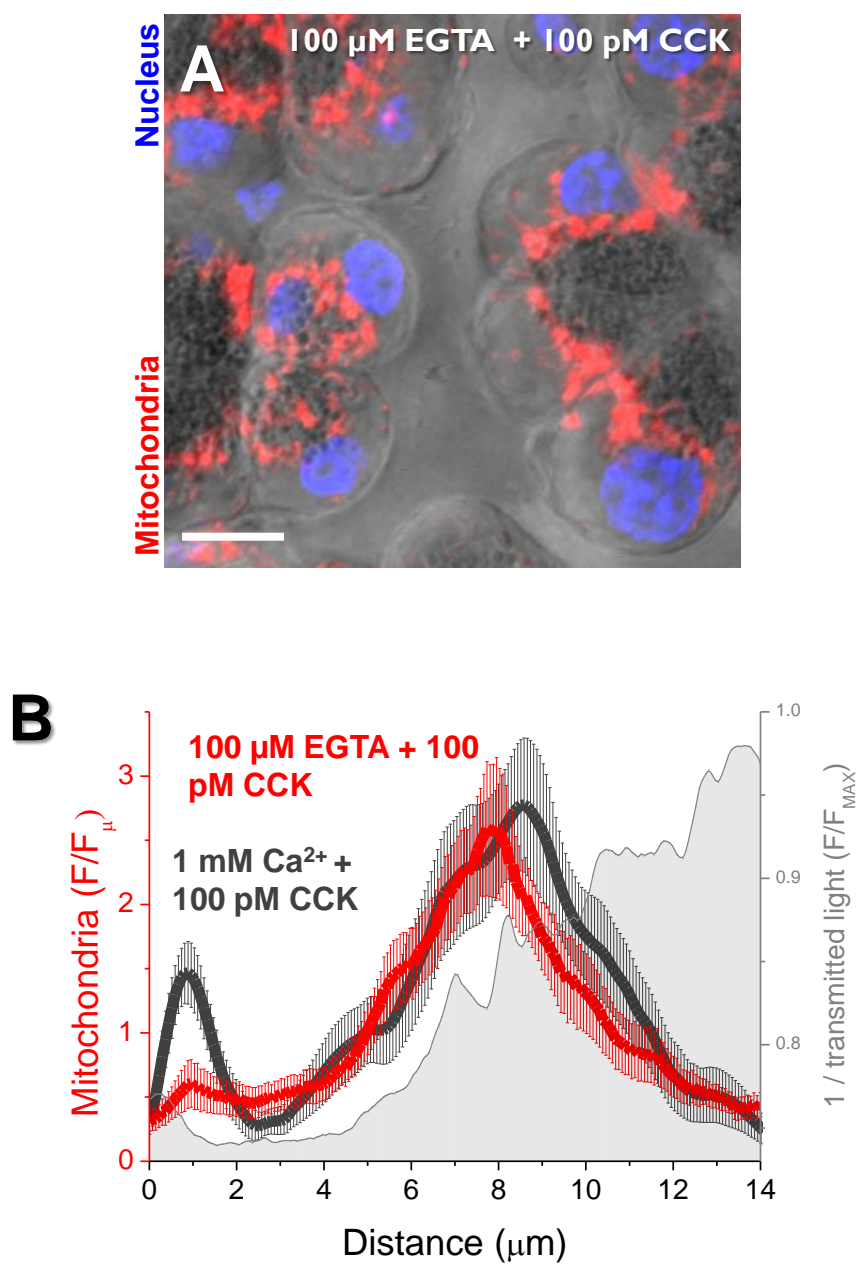 A
100 µM EGTA + 100 pM CCK
Nucleus
Mitochondria
B
100 µM EGTA + 100
pM CCK
1 mM Ca²⁺ +
100 pM CCK
Mitochondria (F/Fμ)
3
2
1
0
1.0
0.9
0.8
1 / transmitted light (F/FMAX)
0 2 4 6 8 10 12 14
Distance (μm)